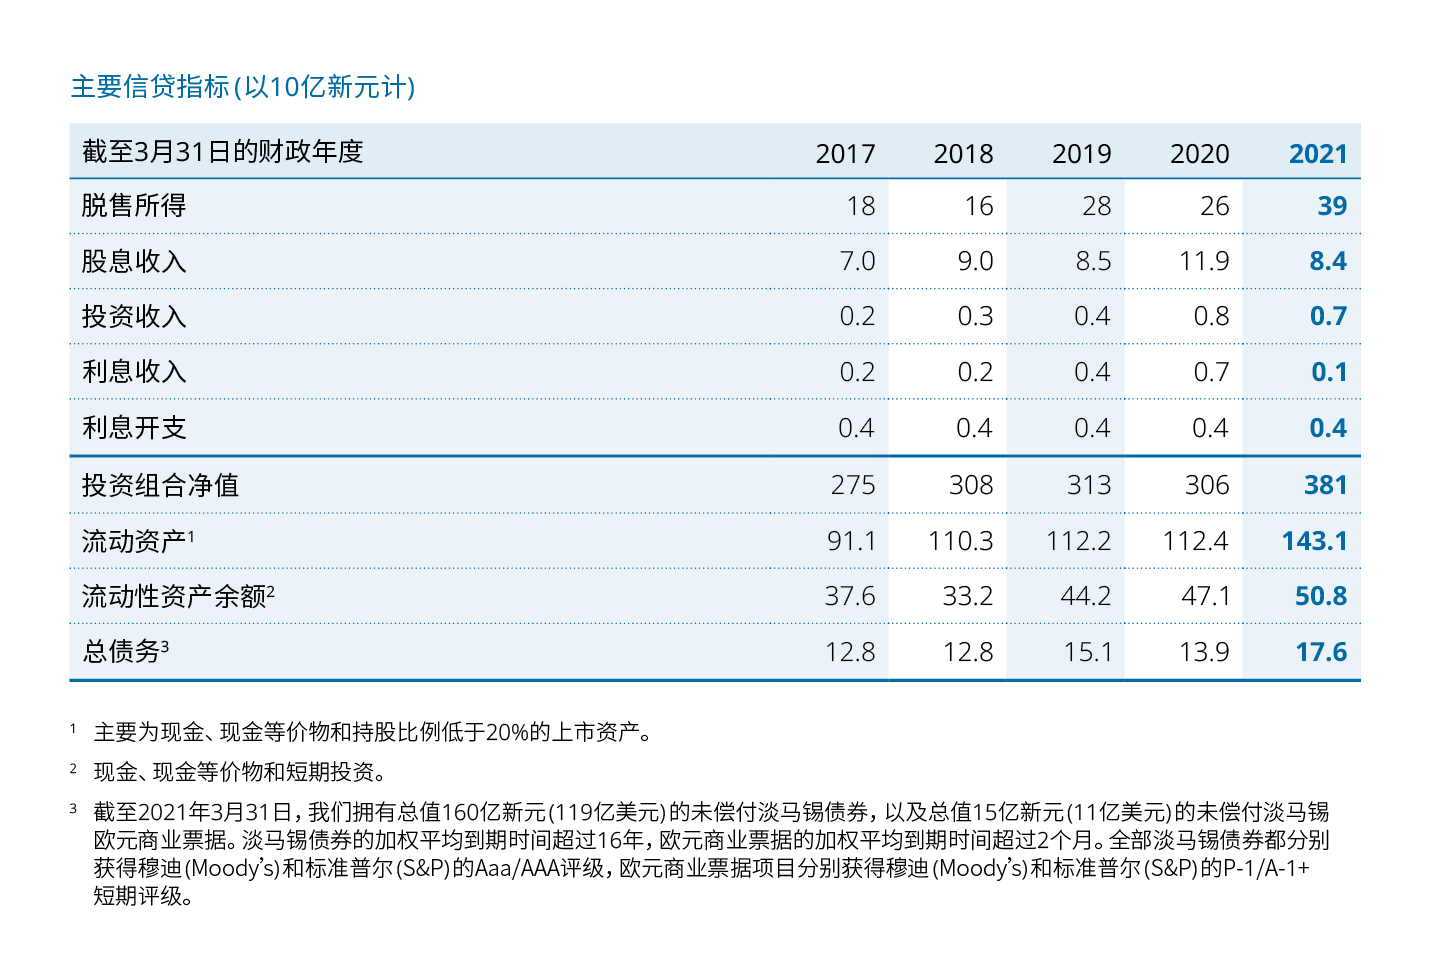 主要信贷指标 (以10亿新元计)
截至3月31日的财政年度 2017 2018 2019 2020 2021
脱售所得 18 16 28 26 39
股息收入 7.0 9.0 8.5 11.9 8.4
投资收入 0.2 0.3 0.4 0.8 0.7
利息收入 0.2 0.2 0.4 0.7 0.1
利息开支 0.4 0.4 0.4 0.4 0.4
投资组合净值 275 308 313 306 381
流动资产¹ 91.1 110.3 112.2 112.4 143.1
流动性资产余额² 37.6 33.2 44.2 47.1 50.8
总债务³ 12.8 12.8 15.1 13.9 17.6
¹ 主要为现金、现金等价物和持股比例低于20%的上市资产。
² 现金、现金等价物和短期投资。
³ 截至2021年3月31日，我们拥有总值160亿新元 (119亿美元) 的未偿付淡马锡债券，以及总值15亿新元 (11亿美元) 的未偿付淡马锡
欧元商业票据。淡马锡债券的加权平均到期时间超过16年，欧元商业票据的加权平均到期时间超过2个月。全部淡马锡债券都分别
获得穆迪 (Moody’s) 和标准普尔 (S&P) 的Aaa/AAA评级，欧元商业票据项目分别获得穆迪 (Moody’s) 和标准普尔 (S&P) 的P-1/A-1+
短期评级。